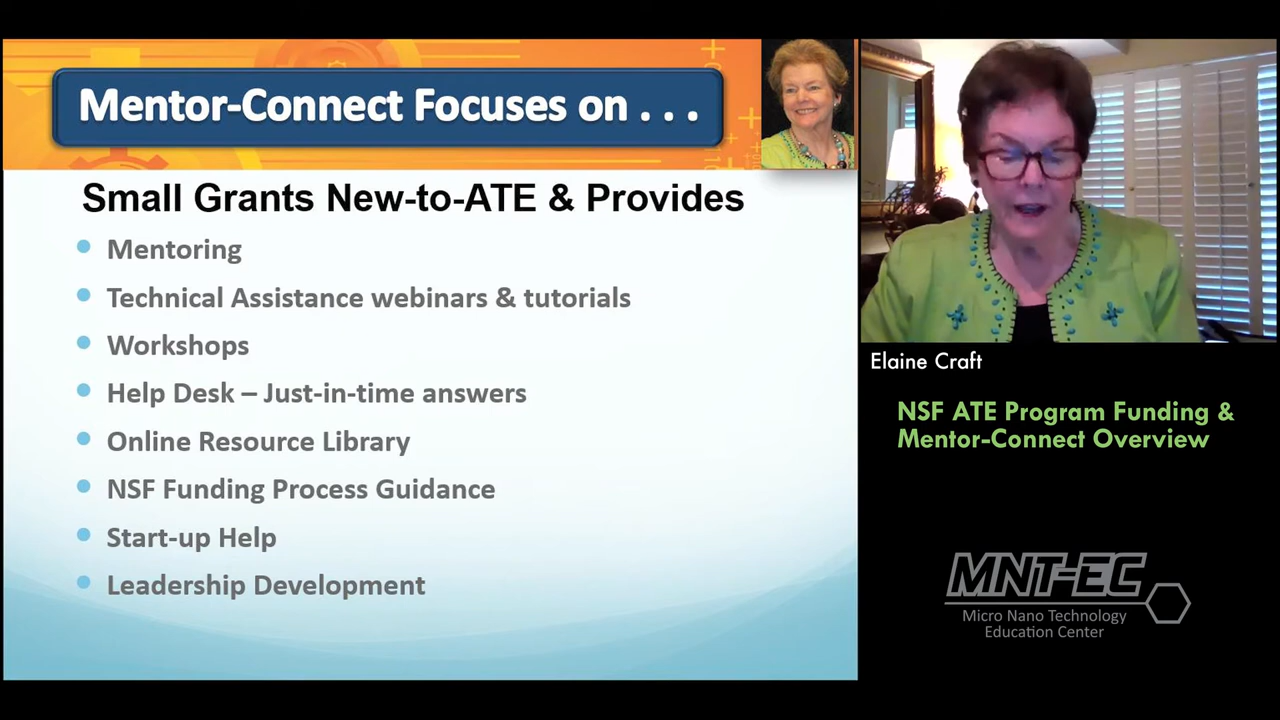 Mentor-Connect Focuses on . . .
Small Grants New-to-ATE & Provides
Mentoring
Technical Assistance webinars & tutorials
Workshops
Help Desk – Just-in-time answers
Online Resource Library
NSF Funding Process Guidance
Start-up Help
Leadership Development
Elaine Craft
NSF ATE Program Funding &
Mentor-Connect Overview
MNT-EC
Micro Nano Technology
Education Center